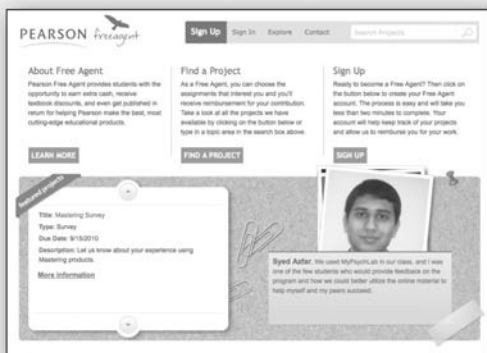 PEARSON freeagent
Sign Up Sign In Explore Contact Search Projects
About Free Agent
Pearson Free Agent provides students with the
opportunity to earn extra cash, receive
textbook discounts, and even get published in
return for helping Pearson make the best, most
cutting-edge educational products.
LEARN MORE
Find a Project
As a Free Agent, you can choose the
assignments that interest you and you'll
receive reimbursement for your contribution.
Take a look at all the projects we have
available by clicking on the button below or
type in a topic area in the search box above.
FIND A PROJECT
Sign Up
Ready to become a Free Agent? Then click on
the button below to create your Free Agent
account. The process is easy and will take you
less than two minutes to complete. Your
account will help keep track of your projects
and allow us to reimburse you for your work.
SIGN UP
featured projects
Title: Mastering Survey
Type: Survey
Due Date: 9/15/2010
Description: Let us know about your experience using
Mastering products.
More Information
Syed Asfar, We used MyPsychLab in our class, and I was
one of the few students who would provide feedback on the
program and how we could better utilize the online material to
help myself and my peers succeed.